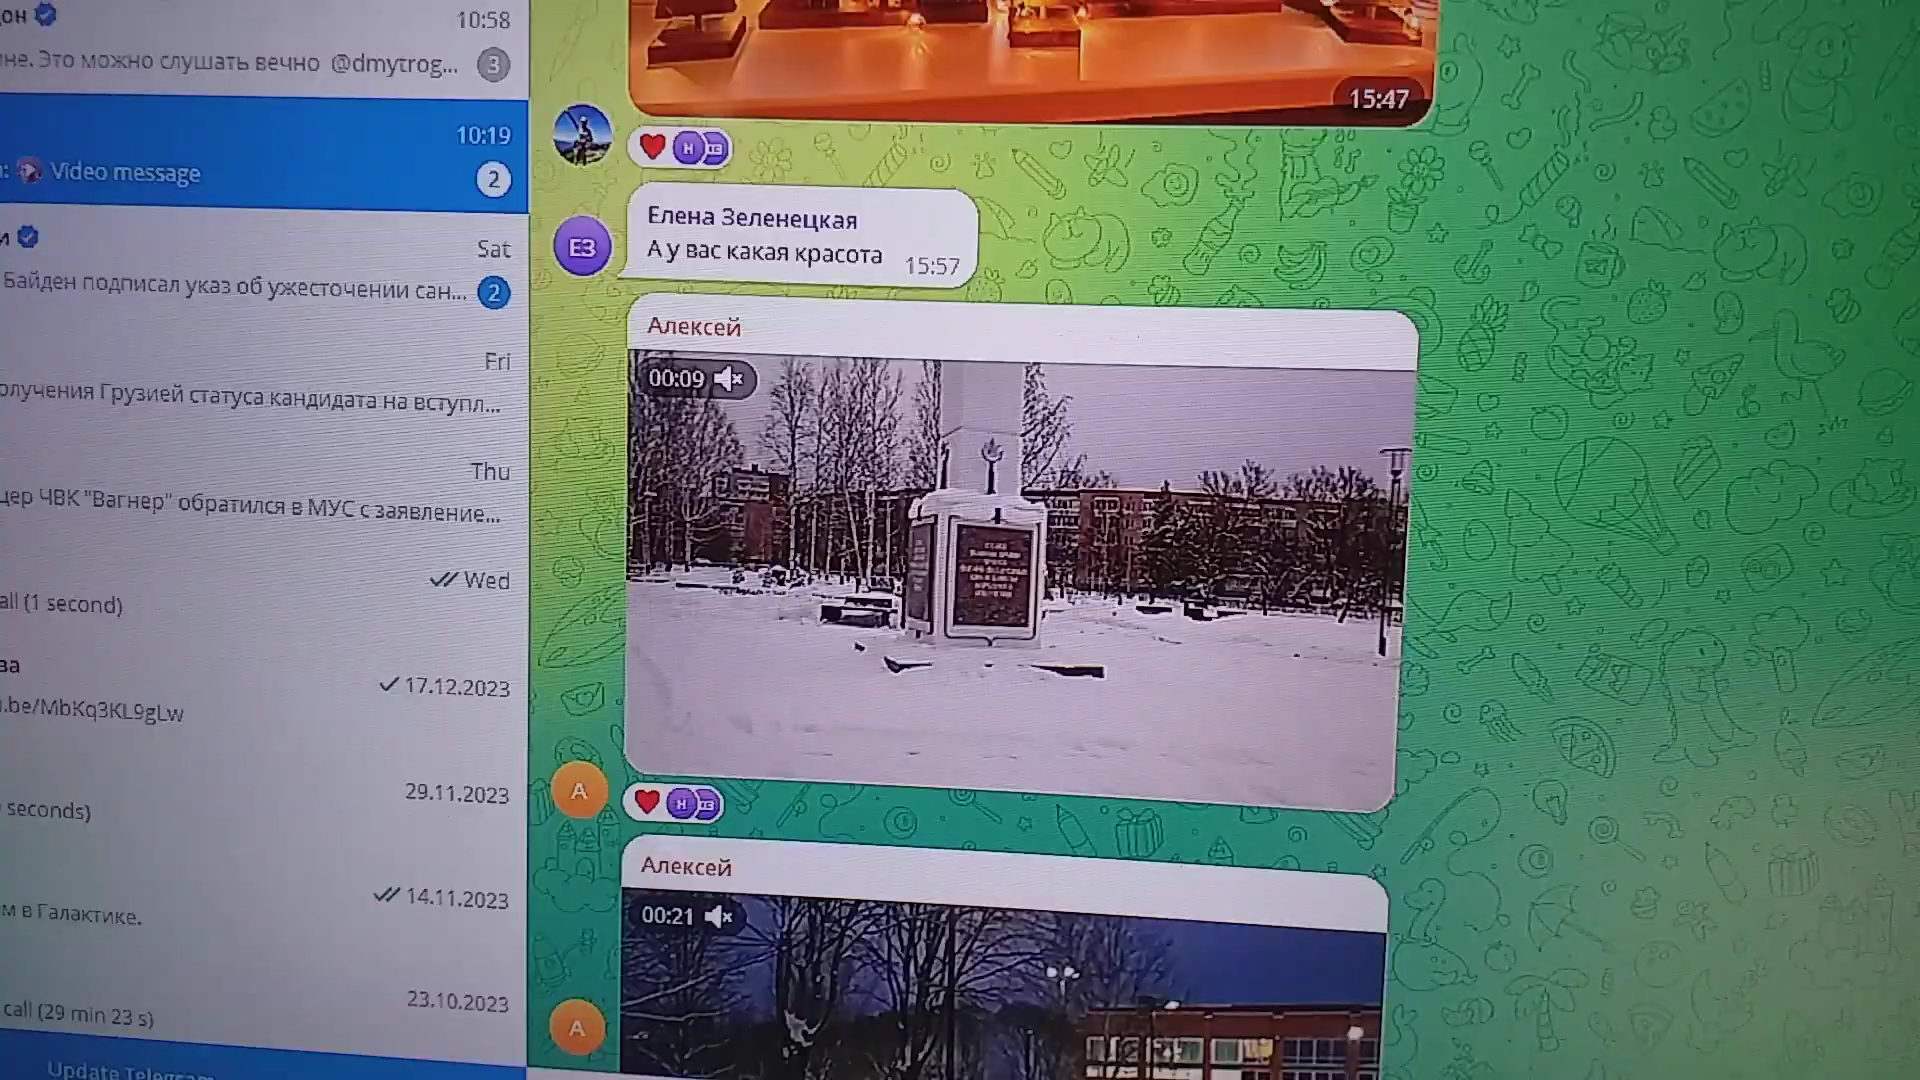 он
10:58
не. Это можно слушать вечно @dmytrog...
3
10:19
Video message
2
и
Sat
Байден подписал указ об ужесточении сан...
2
Fri
олучения Грузией статуса кандидата на вступл...
Thu
цер ЧВК "Вагнер" обратился в МУС с заявление...
Wed
all (1 second)
ва
17.12.2023
.be/MbKq3KL9gLw
29.11.2023
seconds)
14.11.2023
м в Галактике.
23.10.2023
call (29 min 23 s)
Update Telegram
15:47
Н ЕЗ
ЕЗ
Елена Зеленецкая
А у вас какая красота 15:57
Алексей
00:09
А
Н ЕЗ
Алексей
00:21
А